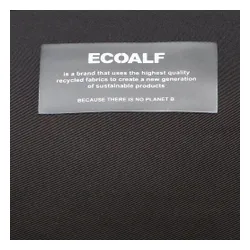 ECOALF
is a brand that uses the highest quality
recycled fabrics to create a new generation
of sustainable products
BECAUSE THERE IS NO PLANET B